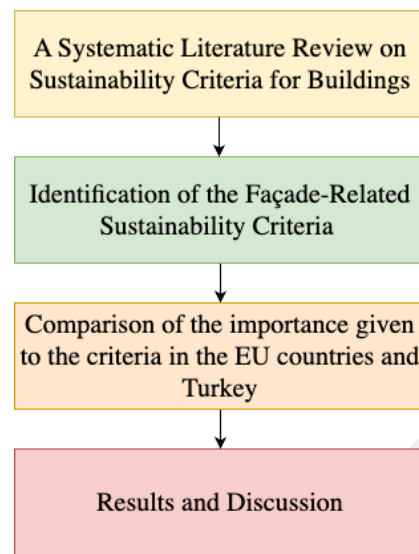 A Systematic Literature Review on
Sustainability Criteria for Buildings
Identification of the Façade-Related
Sustainability Criteria
Comparison of the importance given
to the criteria in the EU countries and
Turkey
Results and Discussion